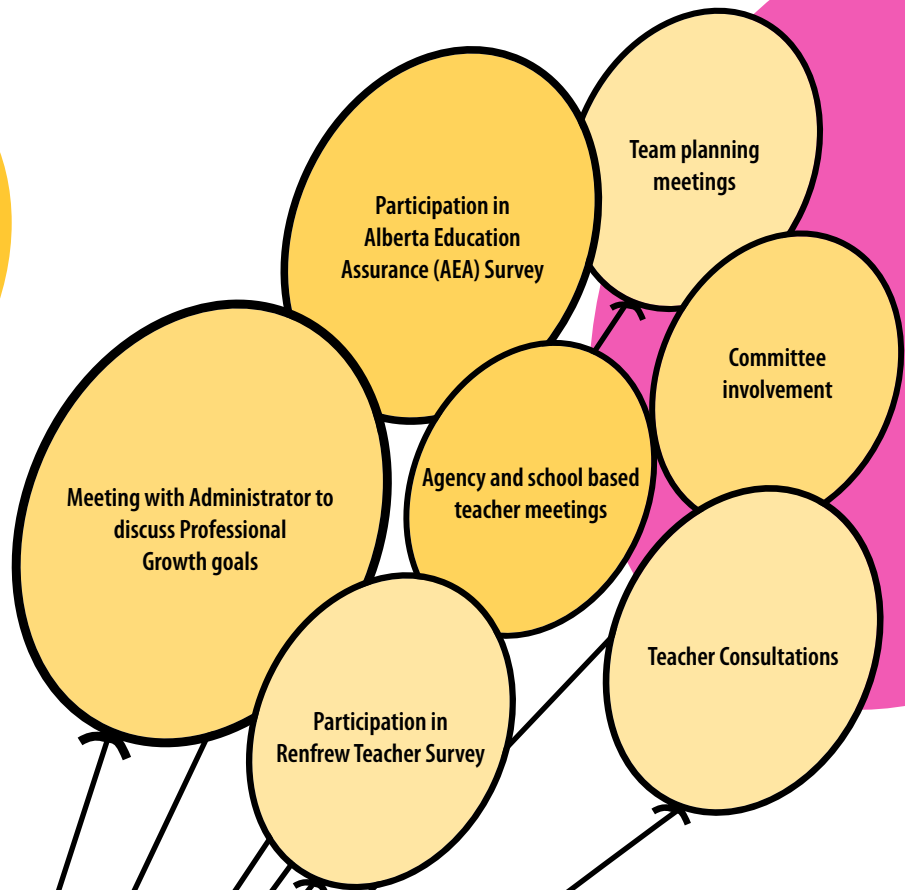 Team planning
meetings
Participation in
Alberta Education
Assurance (AEA) Survey
Committee
involvement
Agency and school based
teacher meetings
Meeting with Administrator to
discuss Professional
Growth goals
Teacher Consultations
Participation in
Renfrew Teacher Survey